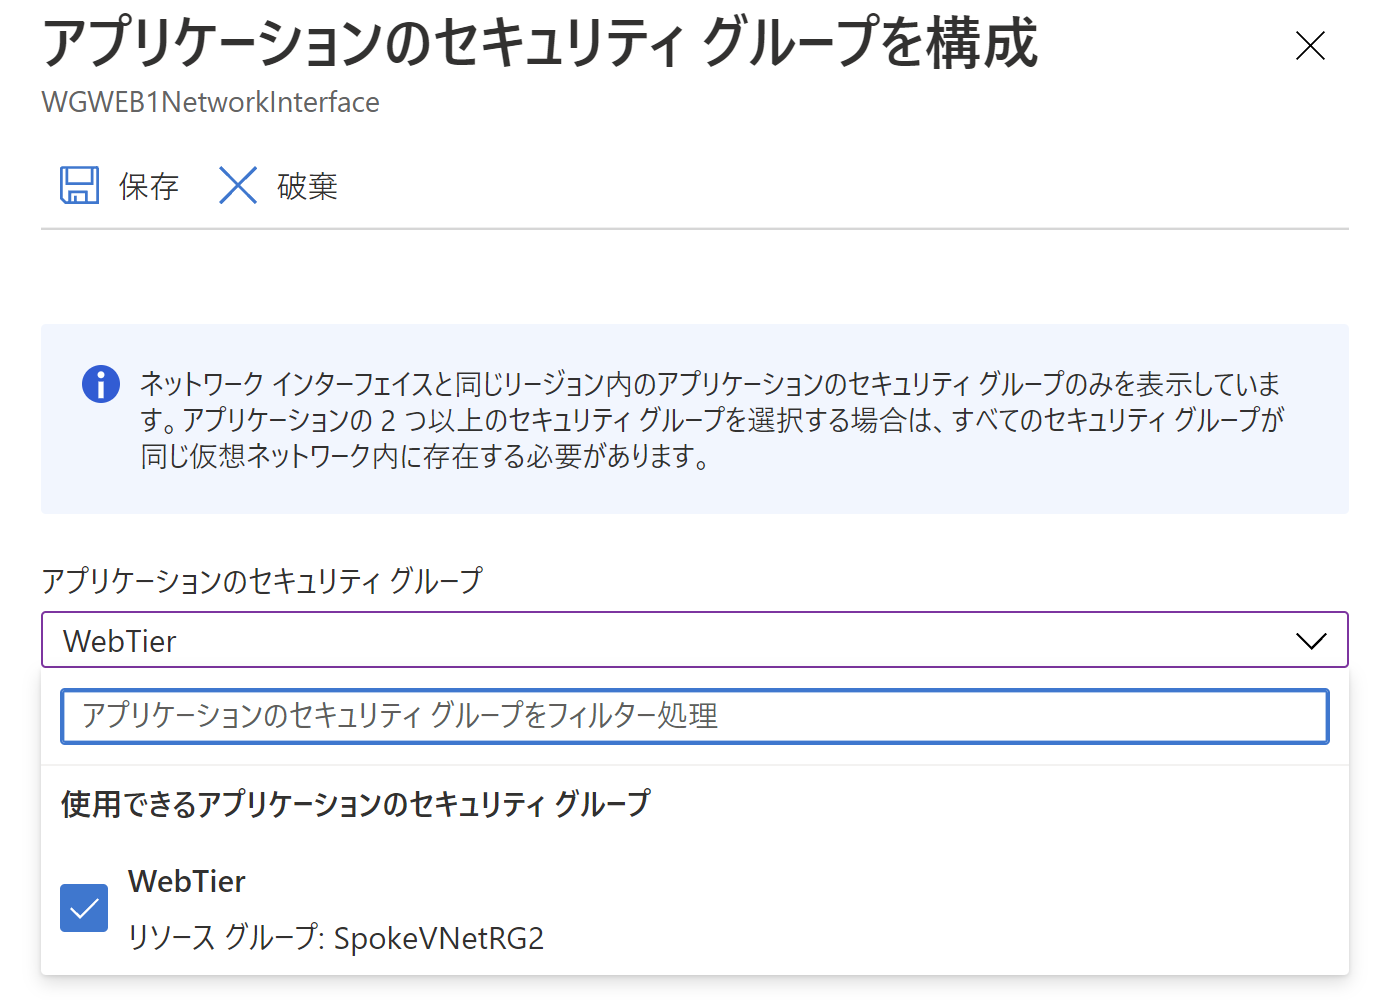 アプリケーションのセキュリティ グループを構成
WGWEB1NetworkInterface
保存 破棄
ネットワーク インターフェイスと同じリージョン内のアプリケーションのセキュリティ グループのみを表示していま
す。アプリケーションの 2 つ以上のセキュリティ グループを選択する場合は、すべてのセキュリティ グループが
同じ仮想ネットワーク内に存在する必要があります。
アプリケーションのセキュリティ グループ
WebTier
アプリケーションのセキュリティ グループをフィルター処理
使用できるアプリケーションのセキュリティ グループ
WebTier
リソース グループ: SpokeVNetRG2